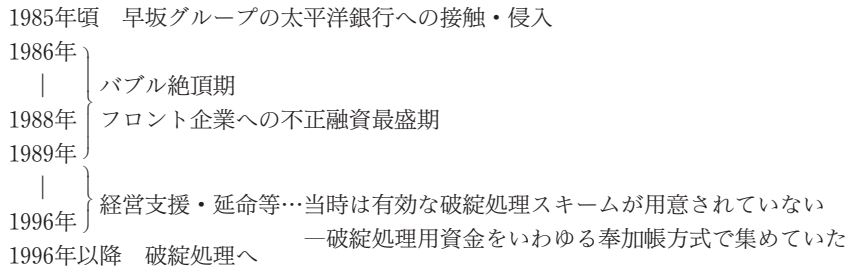 1985年頃　早坂グループの太平洋銀行への接触・侵入
1986年
｜　バブル絶頂期
1988年　フロント企業への不正融資最盛期
1989年
｜　経営支援・延命等…当時は有効な破綻処理スキームが用意されていない
1996年　―破綻処理用資金をいわゆる奉加帳方式で集めていた
1996年以降　破綻処理へ